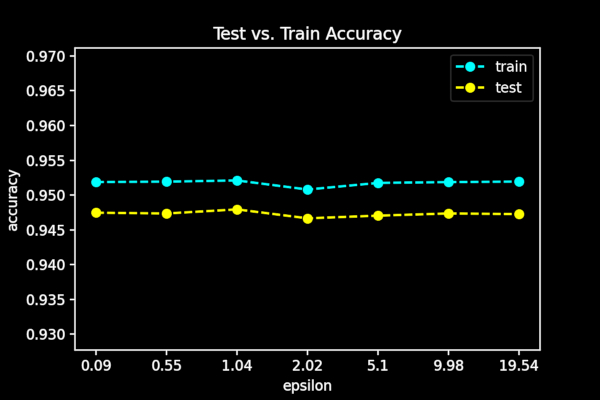 Test vs. Train Accuracy
train
test
0.970
0.965
0.960
0.955
0.950
0.945
0.940
0.935
0.930
accuracy
0.09 0.55 1.04 2.02 5.1 9.98 19.54
epsilon